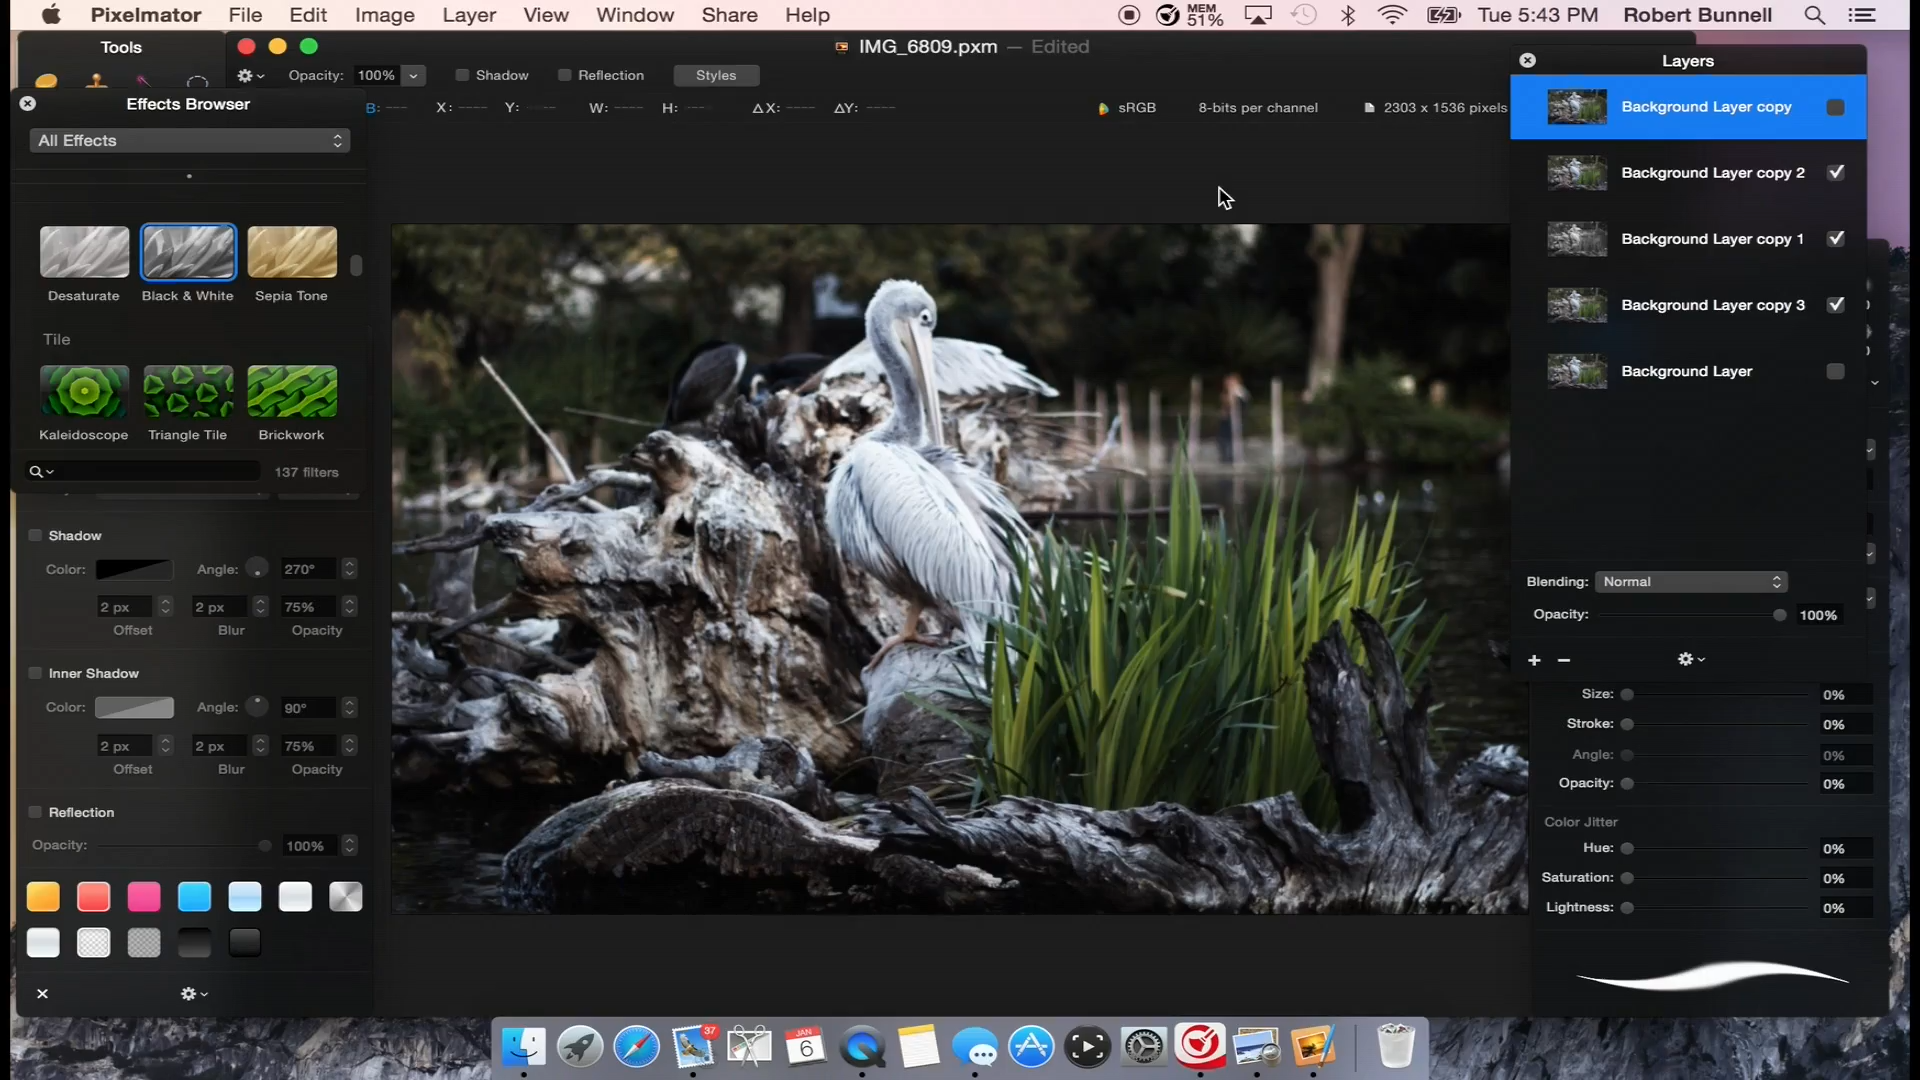 Pixelmator File Edit Image Layer View Window Share Help MEM 51% Tue 5:43 PM Robert Bunnell
Tools
IMG_6809.pxm — Edited
Opacity: 100% Shadow Reflection Styles
B: X: Y: W: H: ΔX: ΔY: sRGB 8-bits per channel 2303 x 1536 pixels
Effects Browser
All Effects
Desaturate Black & White Sepia Tone
Tile
Kaleidoscope Triangle Tile Brickwork
137 filters
Shadow
Color: Angle: 270°
2 px 2 px 75%
Offset Blur Opacity
Inner Shadow
Color: Angle: 90°
2 px 2 px 75%
Offset Blur Opacity
Reflection
Opacity: 100%
Layers
Background Layer copy
Background Layer copy 2
Background Layer copy 1
Background Layer copy 3
Background Layer
Blending: Normal
Opacity: 100%
Size: 0%
Stroke: 0%
Angle: 0%
Opacity: 0%
Color Jitter
Hue: 0%
Saturation: 0%
Lightness: 0%
37
JAN
6